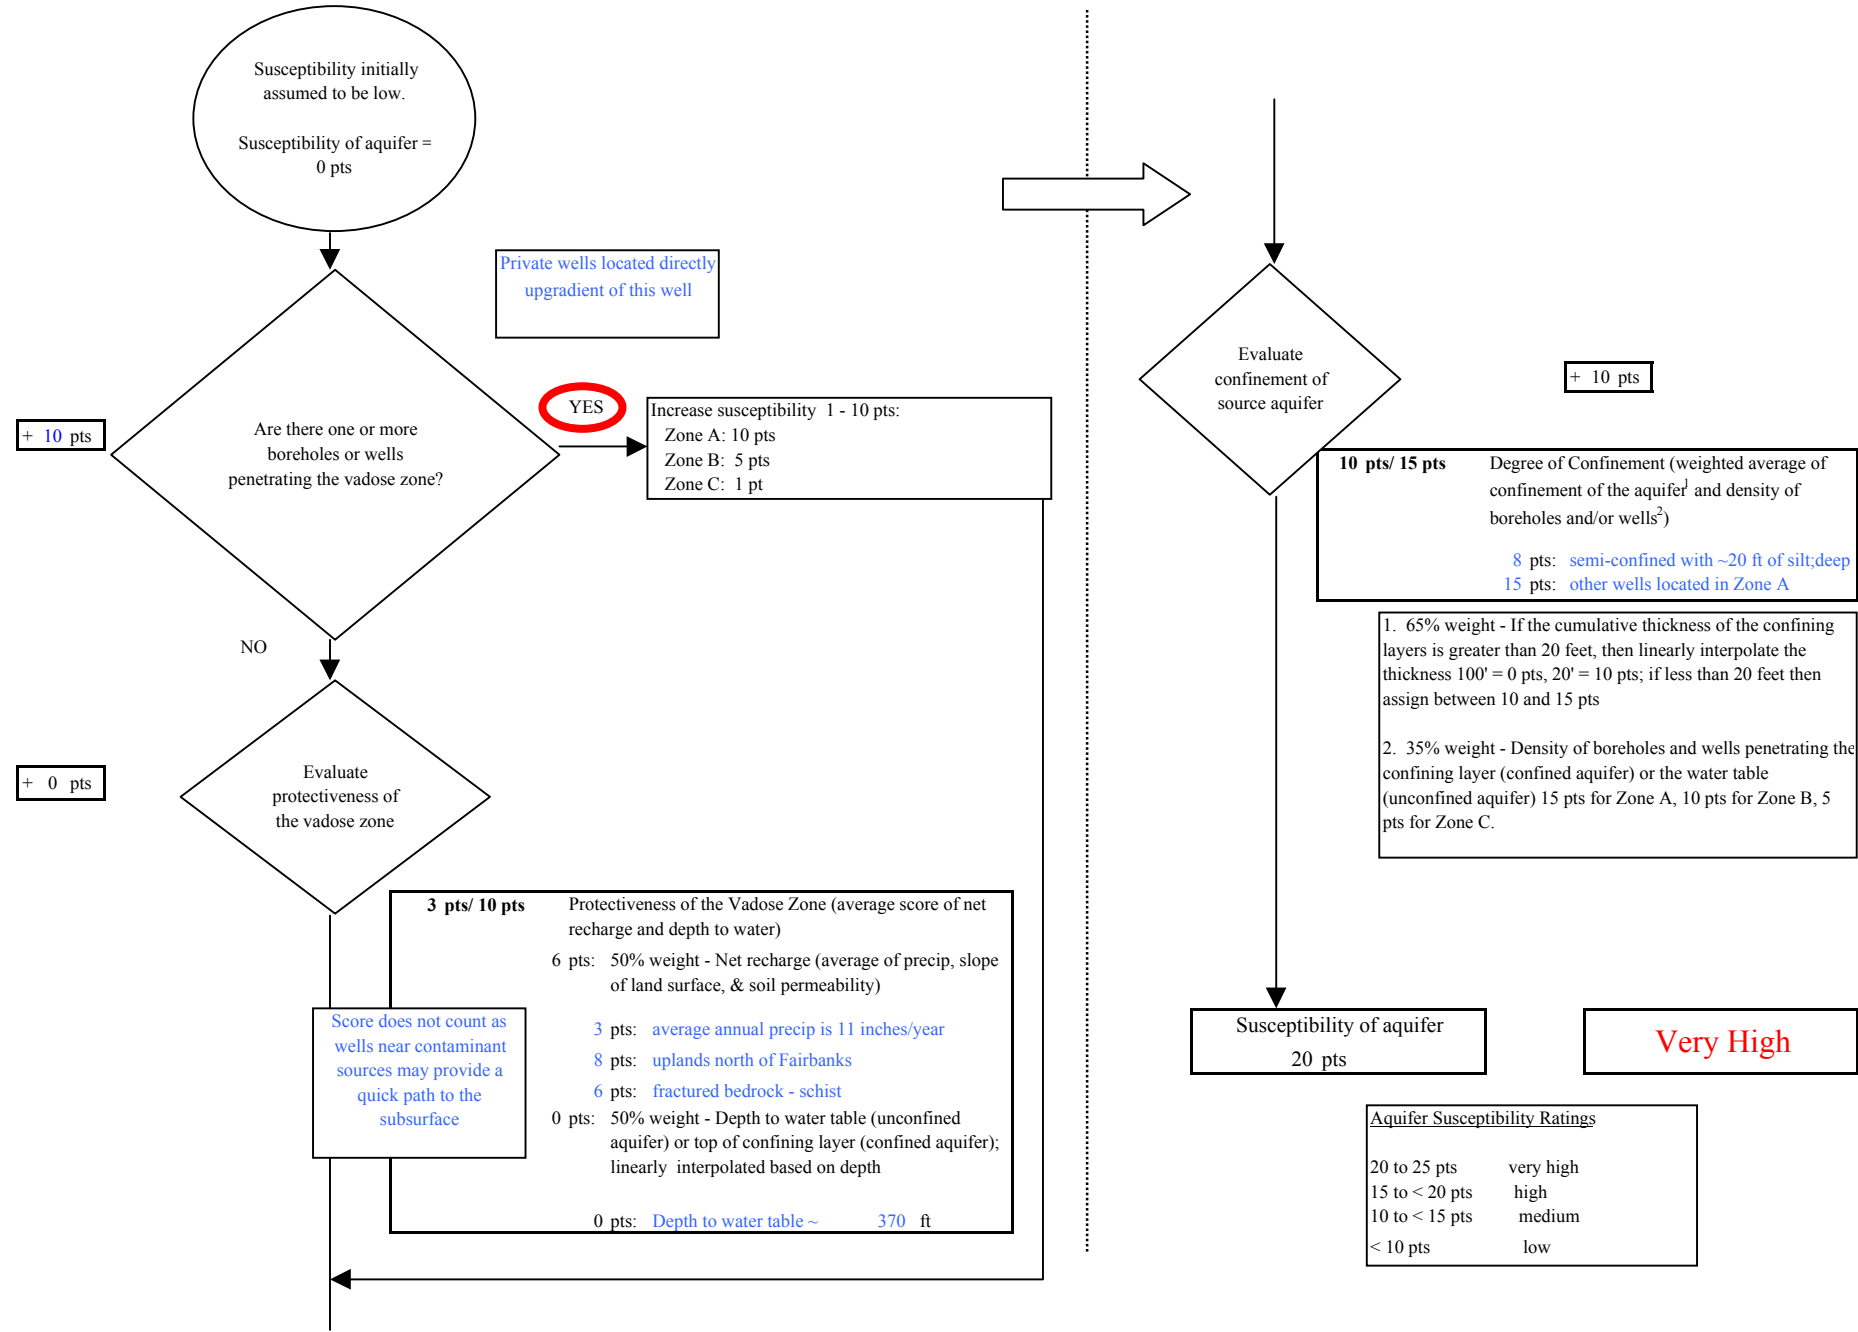 Susceptibility initially
assumed to be low.
Susceptibility of aquifer =
0 pts
Private wells located directly
upgradient of this well
+ 10 pts
Are there one or more
boreholes or wells
penetrating the vadose zone?
YES
Increase susceptibility 1 - 10 pts:
Zone A: 10 pts
Zone B: 5 pts
Zone C: 1 pt
NO
+ 0 pts
Evaluate
protectiveness of
the vadose zone
3 pts/ 10 pts Protectiveness of the Vadose Zone (average score of net
recharge and depth to water)
6 pts: 50% weight - Net recharge (average of precip, slope
of land surface, & soil permeability)
3 pts: average annual precip is 11 inches/year
8 pts: uplands north of Fairbanks
6 pts: fractured bedrock - schist
0 pts: 50% weight - Depth to water table (unconfined
aquifer) or top of confining layer (confined aquifer);
linearly interpolated based on depth
0 pts: Depth to water table ~ 370 ft
Score does not count as
wells near contaminant
sources may provide a
quick path to the
subsurface
Evaluate
confinement of
source aquifer
+ 10 pts
10 pts/ 15 pts Degree of Confinement (weighted average of
confinement of the aquifer1 and density of
boreholes and/or wells2)
8 pts: semi-confined with ~20 ft of silt;deep
15 pts: other wells located in Zone A
1. 65% weight - If the cumulative thickness of the confining
layers is greater than 20 feet, then linearly interpolate the
thickness 100' = 0 pts, 20' = 10 pts; if less than 20 feet then
assign between 10 and 15 pts
2. 35% weight - Density of boreholes and wells penetrating the
confining layer (confined aquifer) or the water table
(unconfined aquifer) 15 pts for Zone A, 10 pts for Zone B, 5
pts for Zone C.
Susceptibility of aquifer
20 pts
Very High
Aquifer Susceptibility Ratings
20 to 25 pts very high
15 to < 20 pts high
10 to < 15 pts medium
< 10 pts low